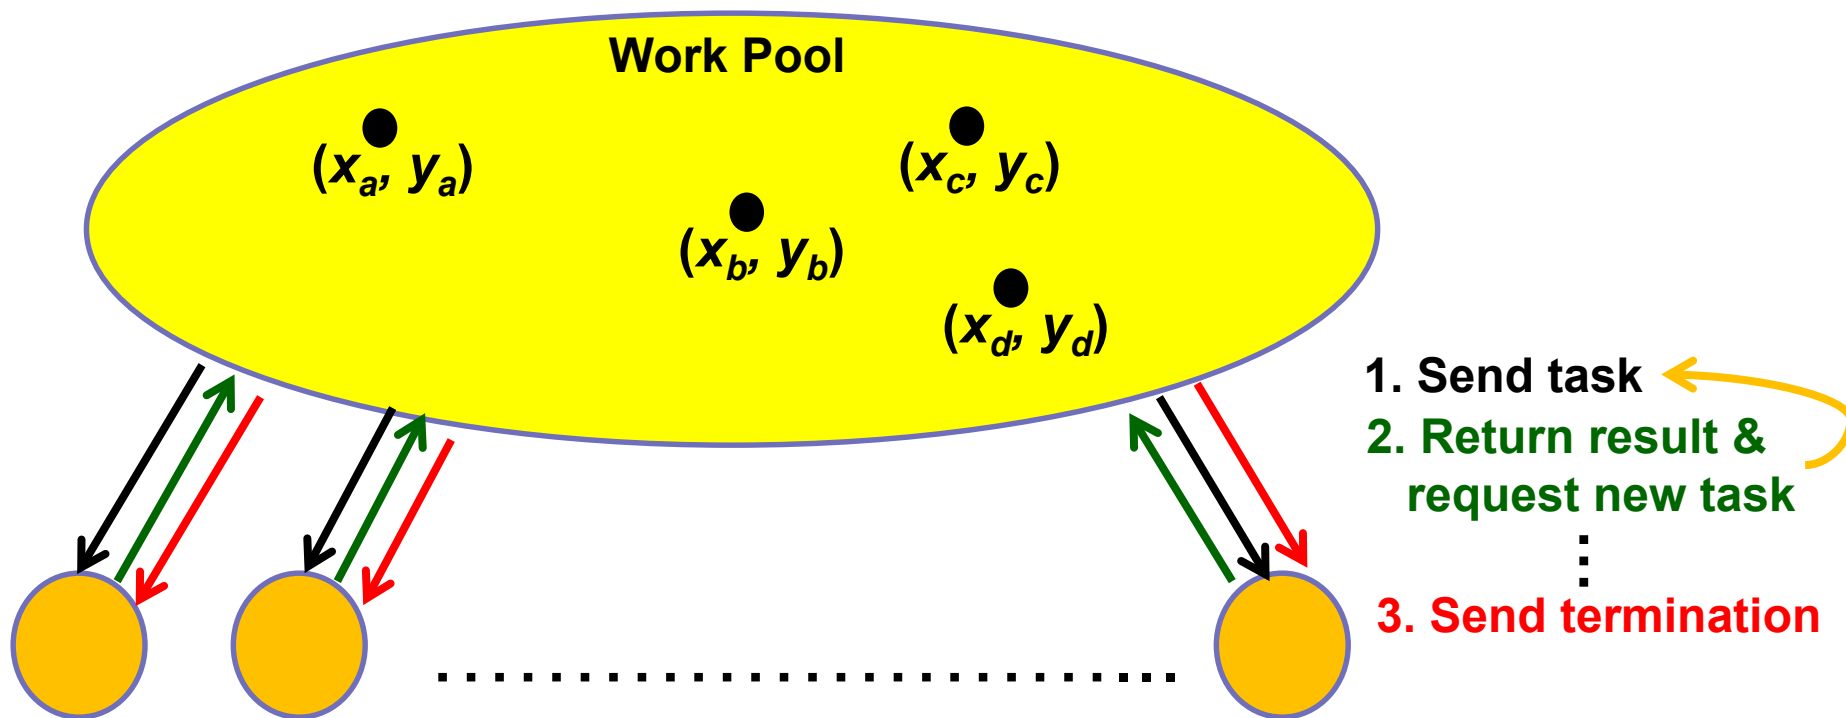 Work Pool
(xa, ya)
(xc, yc)
(xb, yb)
(xd, yd)
1. Send task
2. Return result &
request new task
3. Send termination